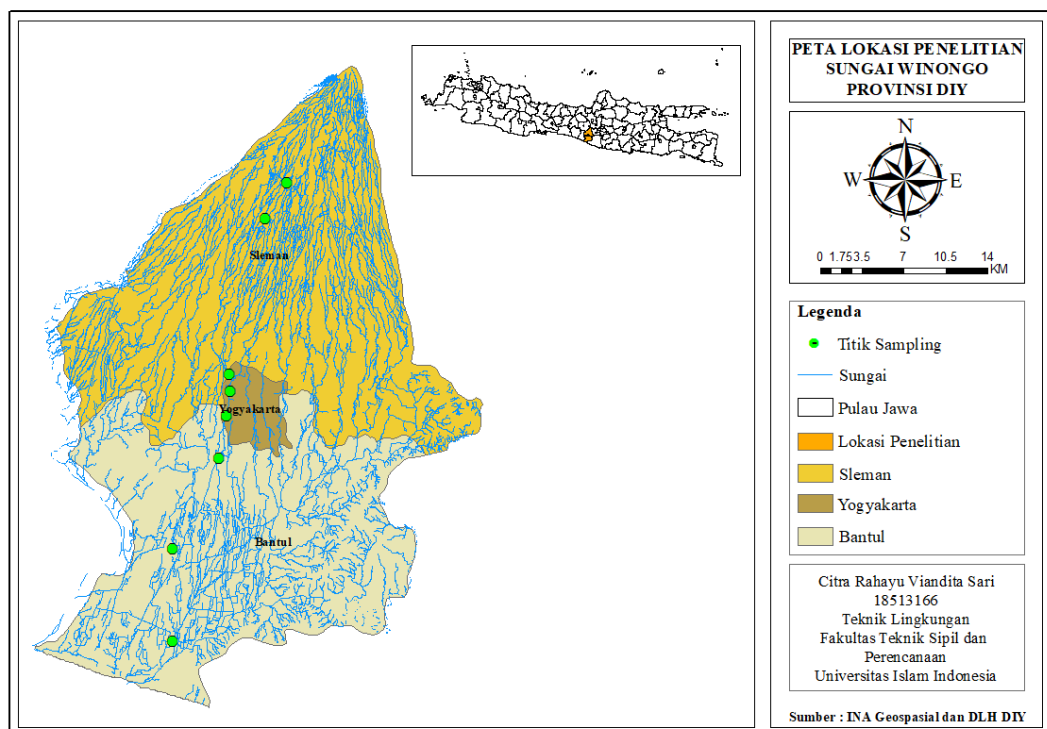 PETA LOKASI PENELITIAN
SUNGAI WINONGO
PROVINSI DIY
N
W E
S
0 1.753.5 7 10.5 14
KM
Legenda
Titik Sampling
Sungai
Pulau Jawa
Lokasi Penelitian
Sleman
Yogyakarta
Bantul
Citra Rahayu Viandita Sari
18513166
Teknik Lingkungan
Fakultas Teknik Sipil dan
Perencanaan
Universitas Islam Indonesia
Sumber : INA Geospasial dan DLH DIY
Sleman
Yogyakarta
Bantul